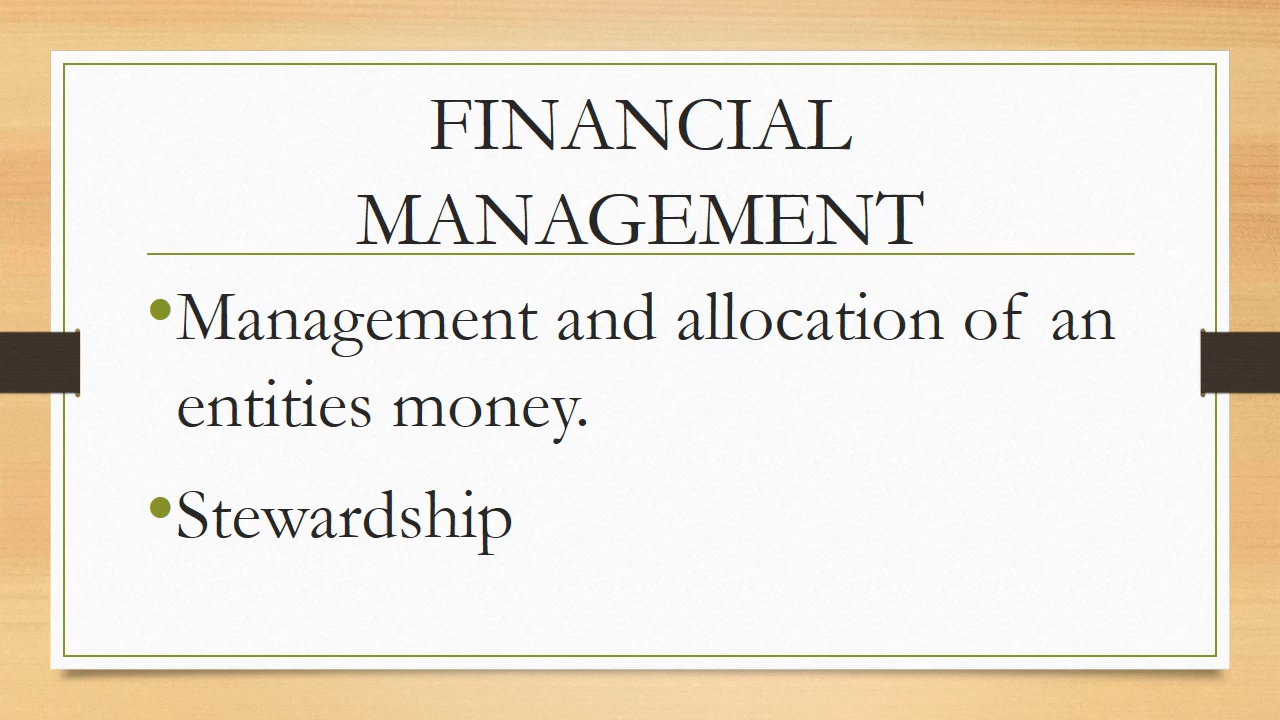 FINANCIAL
MANAGEMENT
•Management and allocation of an
entities money.
•Stewardship